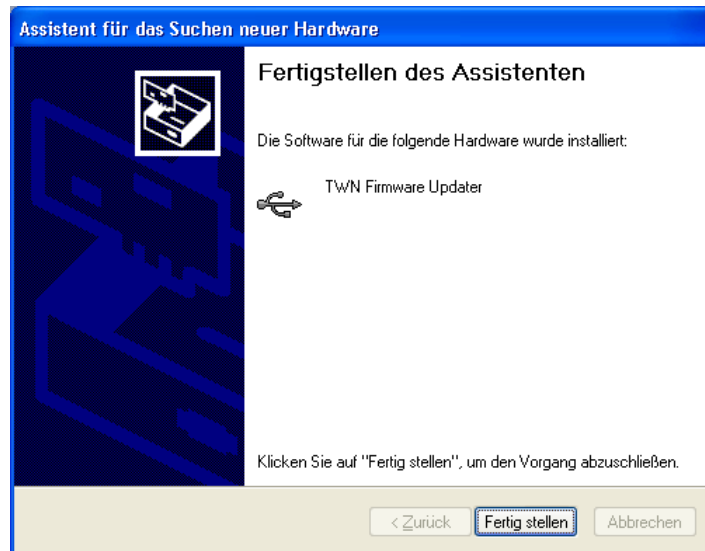 Assistent für das Suchen neuer Hardware
Fertigstellen des Assistenten
Die Software für die folgende Hardware wurde installiert:
TWN Firmware Updater
Klicken Sie auf "Fertig stellen", um den Vorgang abzuschließen.
< Zurück Fertig stellen Abbrechen